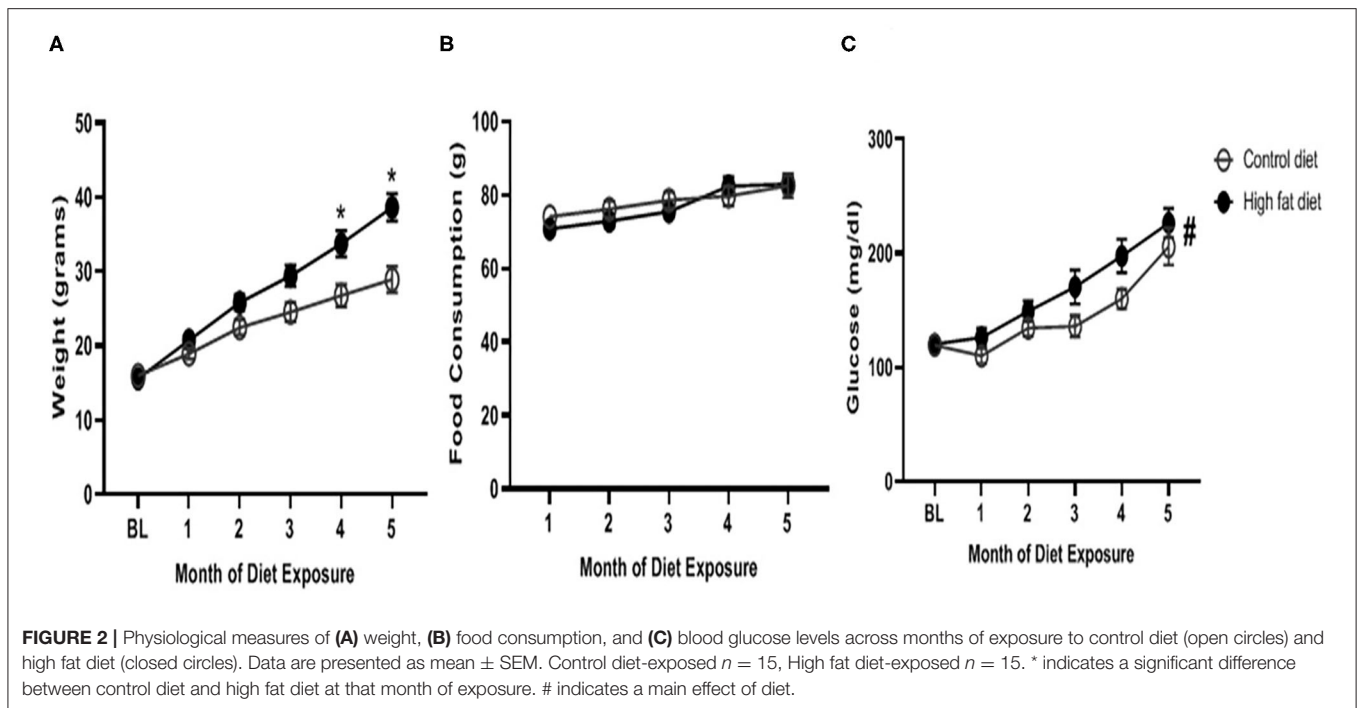 A
B
C
50
40
30
20
10
0
Weight (grams)
*
*
BL 1 2 3 4 5
Month of Diet Exposure
100
80
60
40
20
0
Food Consumption (g)
1 2 3 4 5
Month of Diet Exposure
300
200
100
0
Glucose (mg/dl)
#
BL 1 2 3 4 5
Month of Diet Exposure
Control diet
High fat diet
FIGURE 2 | Physiological measures of (A) weight, (B) food consumption, and (C) blood glucose levels across months of exposure to control diet (open circles) and
high fat diet (closed circles). Data are presented as mean ± SEM. Control diet-exposed n = 15, High fat diet-exposed n = 15. * indicates a significant difference
between control diet and high fat diet at that month of exposure. # indicates a main effect of diet.